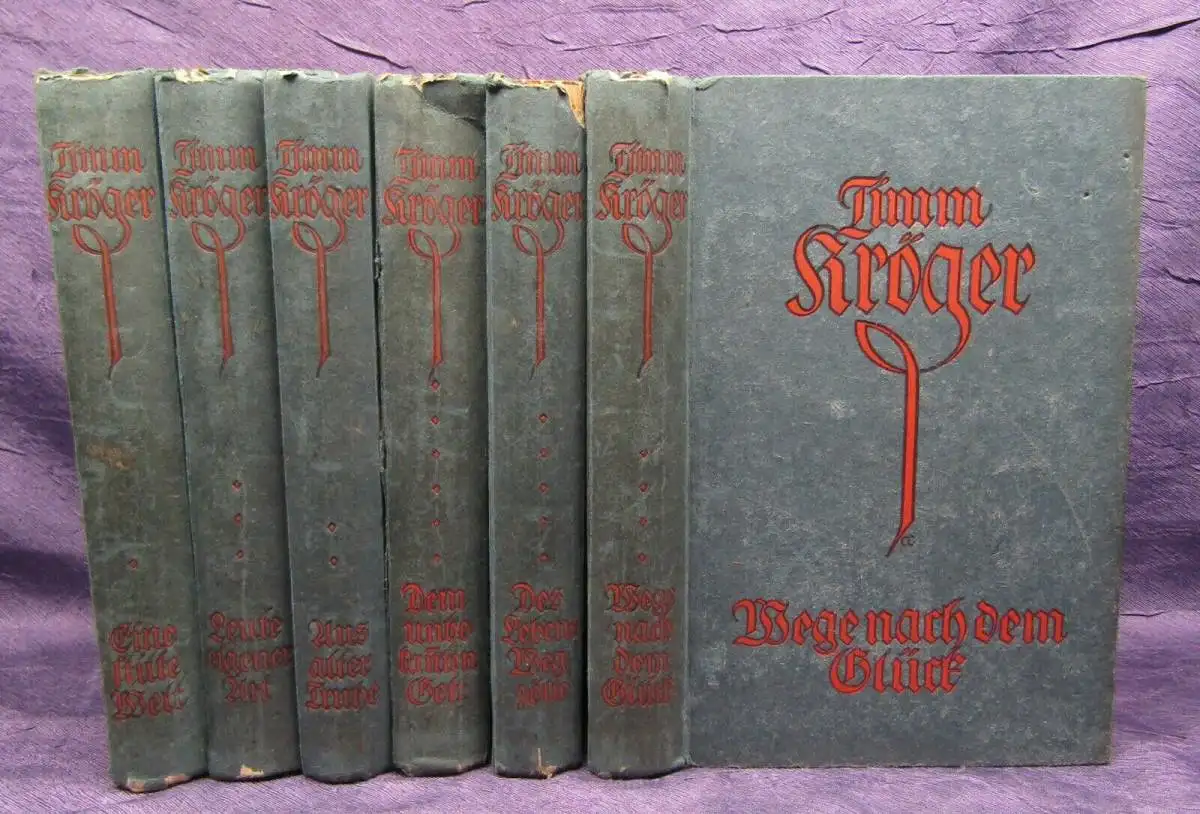 Timm
Kröger
Eine
stille
Welt
Timm
Kröger
Leute
eigener
Art
Timm
Kröger
Aus
alter
Truhe
Timm
Kröger
Dem
unbe-
kannten
Gott
Timm
Kröger
Des
Lebens
Weg-
zölle
Timm
Kröger
Wege
nach
dem
Glück
Timm
Kröger
CC
Wege nach dem
Glück